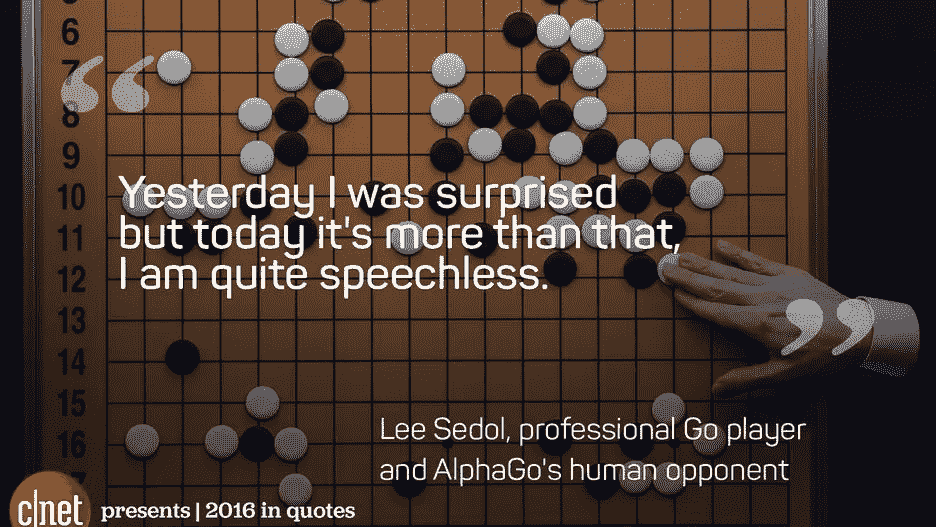 6
7
8
9
10
11
12
13
14
15
16
“
Yesterday I was surprised
but today it's more than that,
I am quite speechless.
”
Lee Sedol, professional Go player
and AlphaGo's human opponent
c|net presents | 2016 in quotes